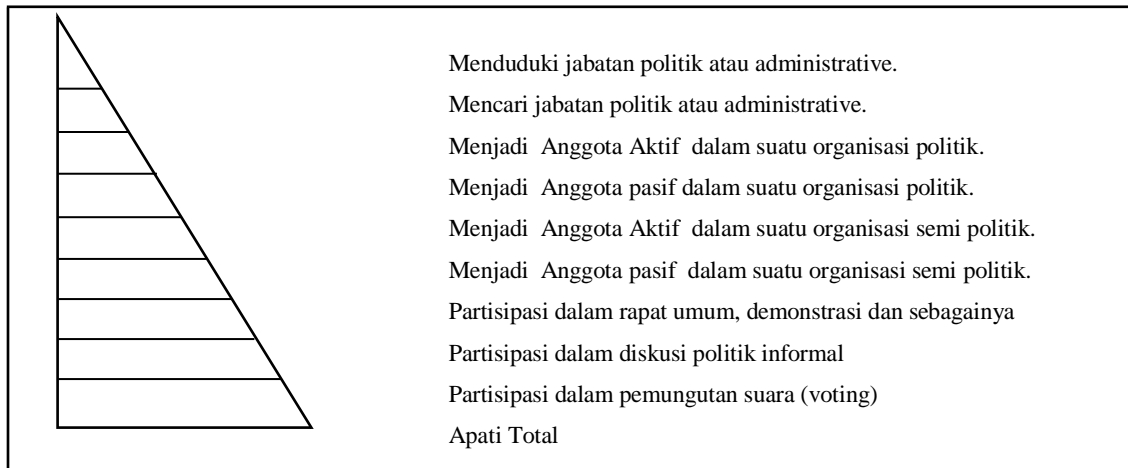 Menduduki jabatan politik atau administrative.
Mencari jabatan politik atau administrative.
Menjadi Anggota Aktif dalam suatu organisasi politik.
Menjadi Anggota pasif dalam suatu organisasi politik.
Menjadi Anggota Aktif dalam suatu organisasi semi politik.
Menjadi Anggota pasif dalam suatu organisasi semi politik.
Partisipasi dalam rapat umum, demonstrasi dan sebagainya
Partisipasi dalam diskusi politik informal
Partisipasi dalam pemungutan suara (voting)
Apati Total